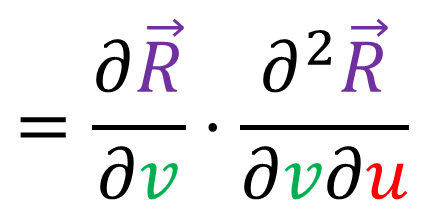 = ∂R⃗/∂v · ∂²R⃗/∂v∂u